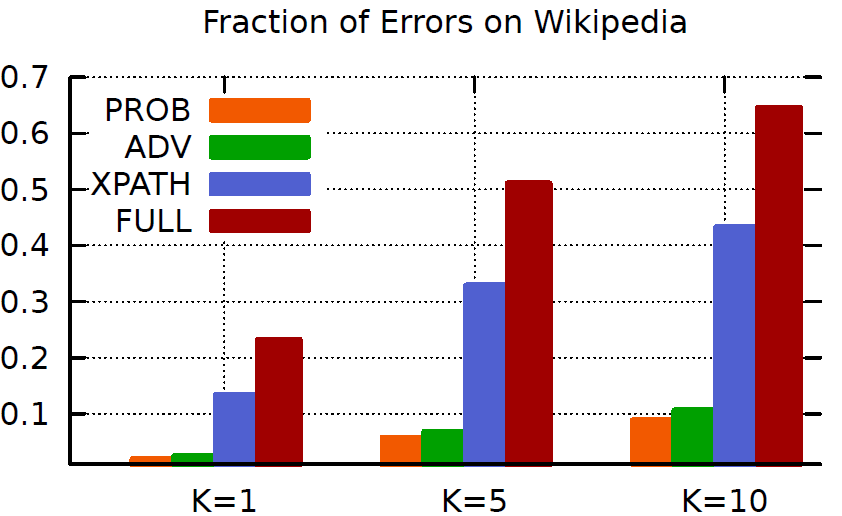 Fraction of Errors on Wikipedia
0.7
0.6
0.5
0.4
0.3
0.2
0.1
PROB
ADV
XPATH
FULL
K=1 K=5 K=10